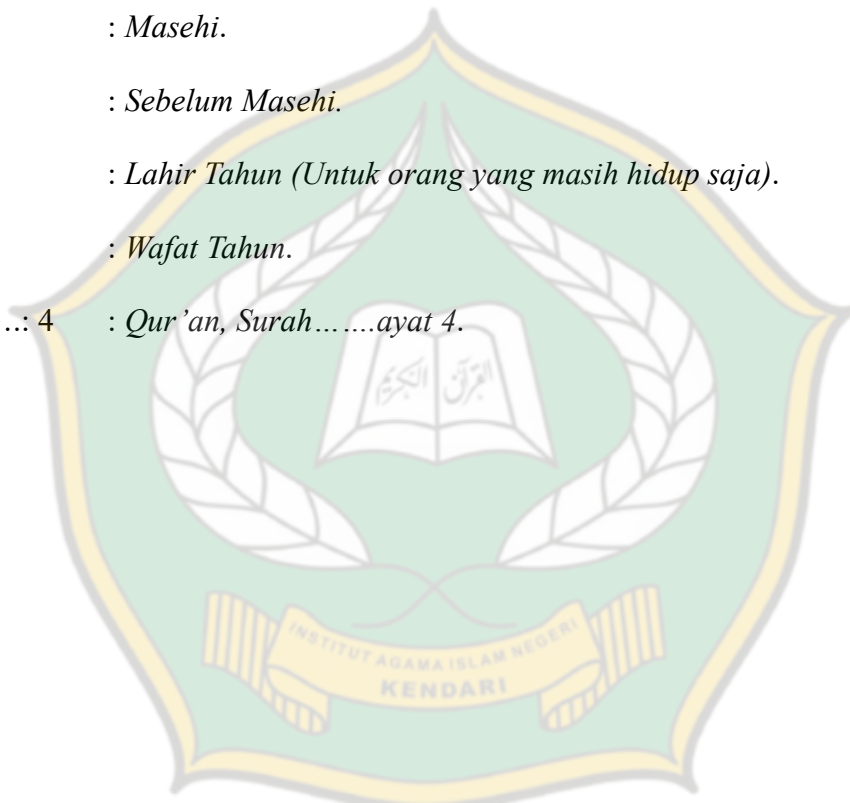 : Masehi.
: Sebelum Masehi.
: Lahir Tahun (Untuk orang yang masih hidup saja).
: Wafat Tahun.
..: 4 : Qur’an, Surah…….ayat 4.
القرآن الكريم
INSTITUT AGAMA ISLAM NEGERI
KENDARI